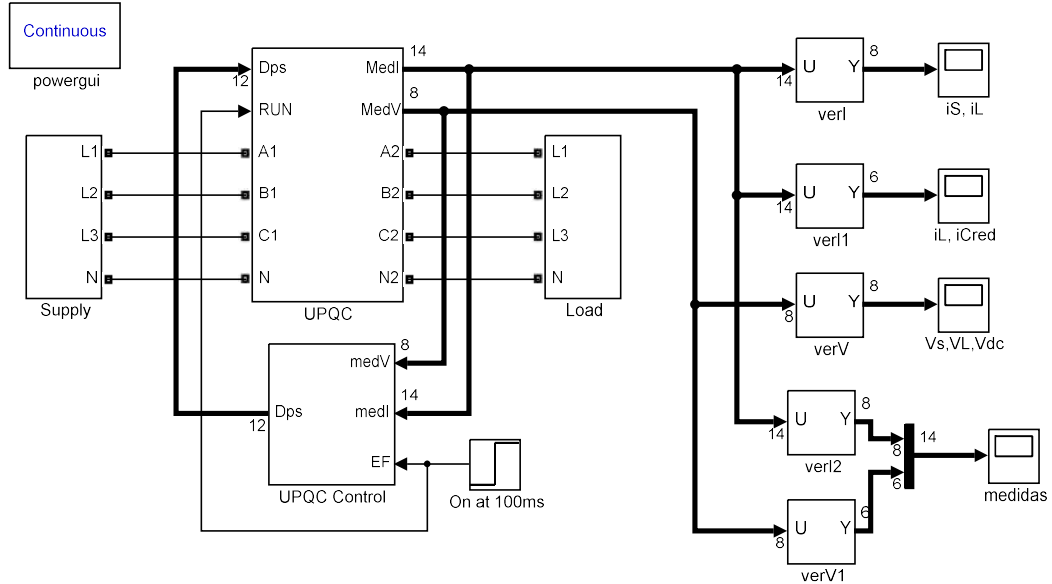 Continuous
powergui
14
8
Dps
MedI
12
14
U
Y
verI
iS, iL
8
RUN
MedV
L1
A1
A2
L1
L2
B1
B2
L2
6
14
U
Y
verI1
iL, iCred
L3
C1
C2
L3
N
N
N2
N
Supply
UPQC
Load
8
8
U
Y
verV
Vs,VL,Vdc
8
medV
14
Dps
medI
12
EF
UPQC Control
On at 100ms
8
14
U
Y
verI2
8
14
6
medidas
6
8
U
Y
verV1